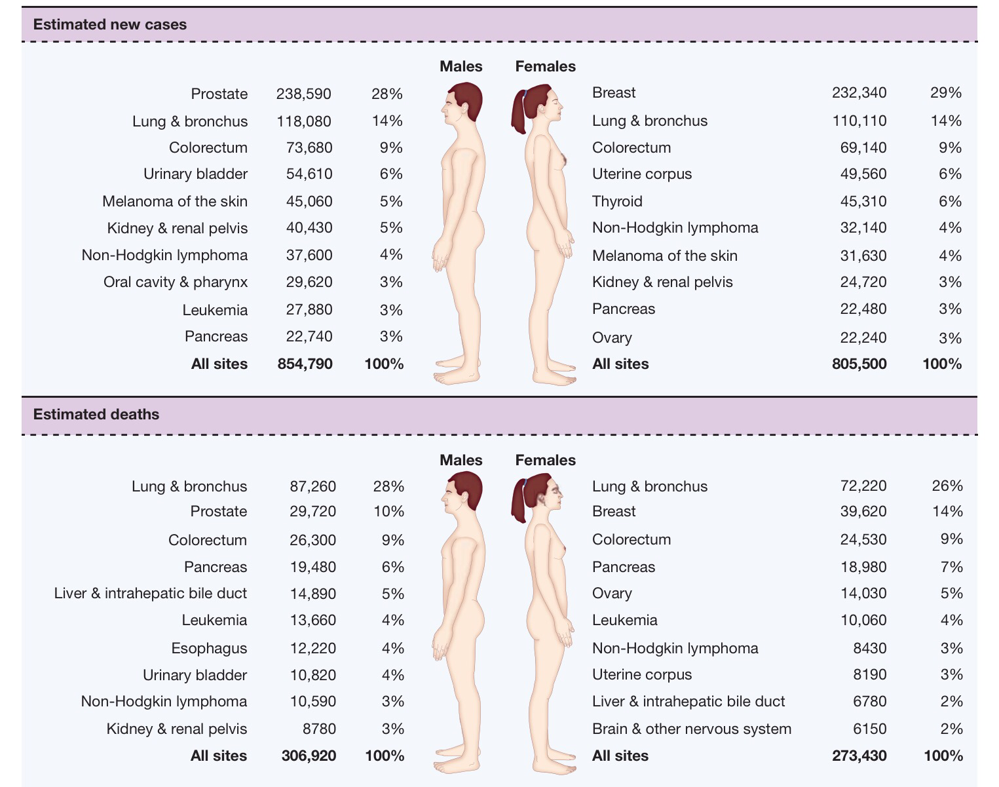 Estimated new cases
Males Females
Prostate 238,590 28% Breast 232,340 29%
Lung & bronchus 118,080 14% Lung & bronchus 110,110 14%
Colorectum 73,680 9% Colorectum 69,140 9%
Urinary bladder 54,610 6% Uterine corpus 49,560 6%
Melanoma of the skin 45,060 5% Thyroid 45,310 6%
Kidney & renal pelvis 40,430 5% Non-Hodgkin lymphoma 32,140 4%
Non-Hodgkin lymphoma 37,600 4% Melanoma of the skin 31,630 4%
Oral cavity & pharynx 29,620 3% Kidney & renal pelvis 24,720 3%
Leukemia 27,880 3% Pancreas 22,480 3%
Pancreas 22,740 3% Ovary 22,240 3%
All sites 854,790 100% All sites 805,500 100%
Estimated deaths
Males Females
Lung & bronchus 87,260 28% Lung & bronchus 72,220 26%
Prostate 29,720 10% Breast 39,620 14%
Colorectum 26,300 9% Colorectum 24,530 9%
Pancreas 19,480 6% Pancreas 18,980 7%
Liver & intrahepatic bile duct 14,890 5% Ovary 14,030 5%
Leukemia 13,660 4% Leukemia 10,060 4%
Esophagus 12,220 4% Non-Hodgkin lymphoma 8430 3%
Urinary bladder 10,820 4% Uterine corpus 8190 3%
Non-Hodgkin lymphoma 10,590 3% Liver & intrahepatic bile duct 6780 2%
Kidney & renal pelvis 8780 3% Brain & other nervous system 6150 2%
All sites 306,920 100% All sites 273,430 100%